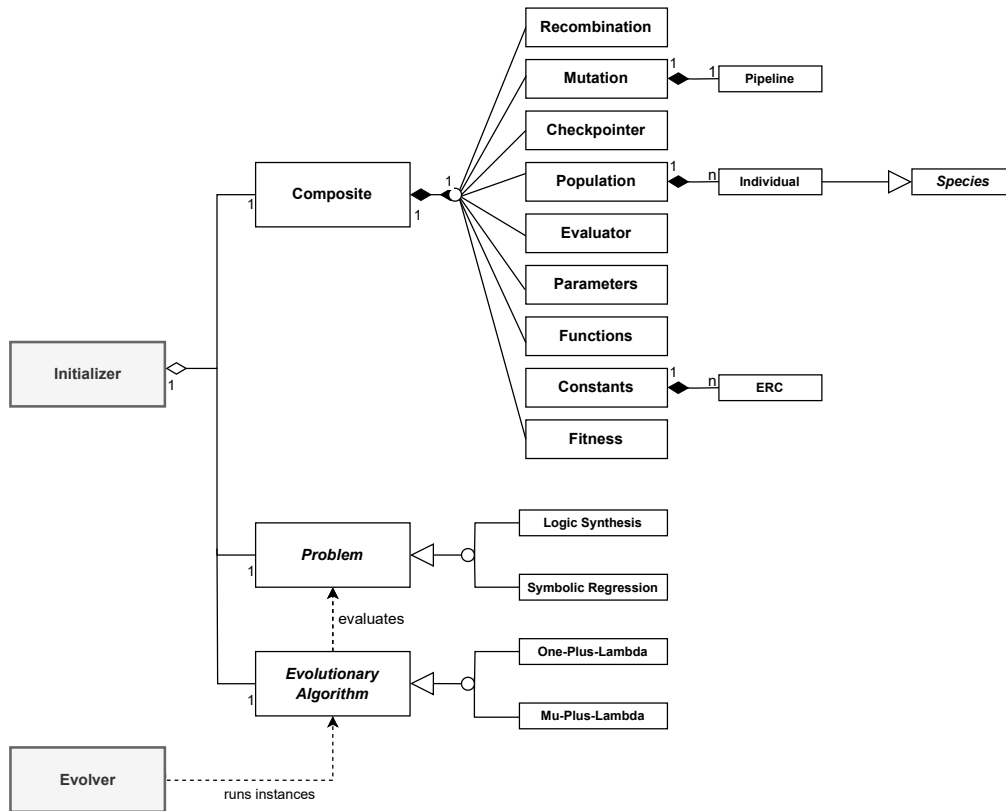 Recombination
1
Mutation
1
n
Pipeline
Checkpointer
Composite
1
1
1
1
Population
n
Individual
Species
Evaluator
Parameters
Functions
Initializer
1
1
Constants
n
ERC
Fitness
Logic Synthesis
Problem
1
Symbolic Regression
evaluates
One-Plus-Lambda
Evolutionary
Algorithm
1
Mu-Plus-Lambda
Evolver
runs instances